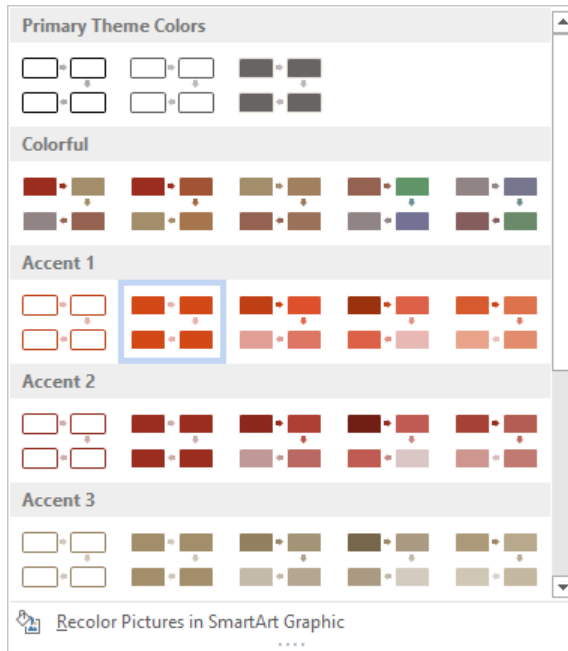 Primary Theme Colors
Colorful
Accent 1
Accent 2
Accent 3
Recolor Pictures in SmartArt Graphic